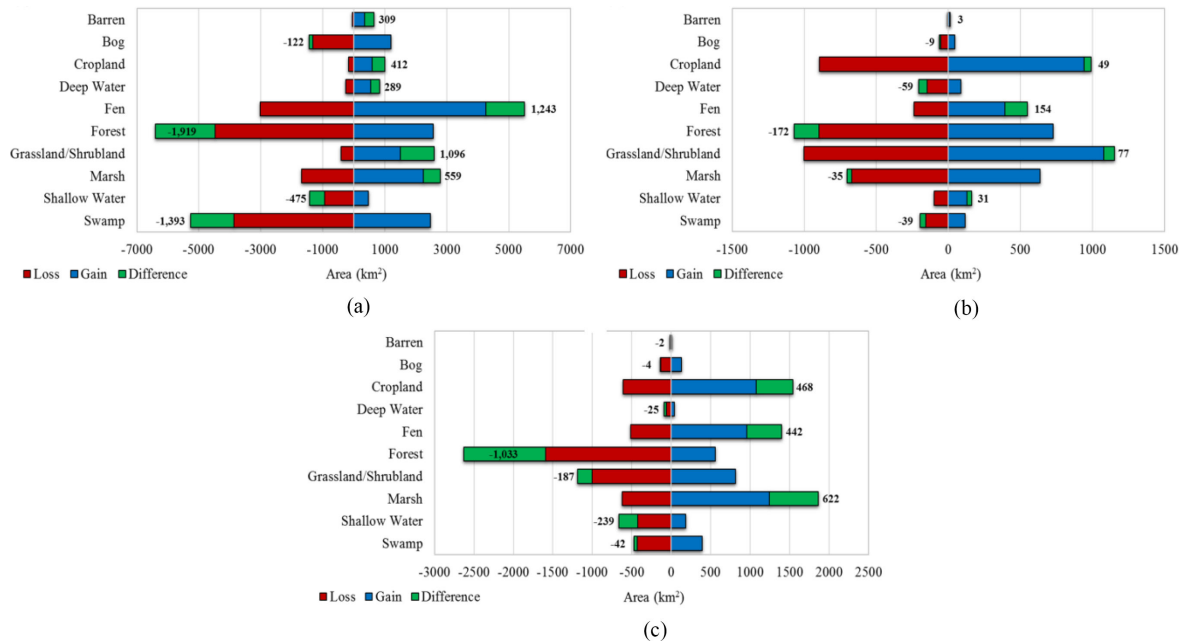 Barren 309
-122 Bog
Cropland 412
Deep Water 289
Fen 1,243
Forest -1,919
Grassland/Shrubland 1,096
Marsh 559
Shallow Water -475
Swamp -1,393
-7000 -5000 -3000 -1000 1000 3000 5000 7000
Loss Gain Difference Area (km²)
(a)
Barren 3
Bog -9
Cropland 49
Deep Water -59
Fen 154
Forest -172
Grassland/Shrubland 77
Marsh -35
Shallow Water 31
Swamp -39
-1500 -1000 -500 0 500 1000 1500
Loss Gain Difference Area (km²)
(b)
Barren -2
Bog -4
Cropland 468
Deep Water -25
Fen 442
Forest -1,033
Grassland/Shrubland -187
Marsh 622
Shallow Water -239
Swamp -42
-3000 -2500 -2000 -1500 -1000 -500 0 500 1000 1500 2000 2500
Loss Gain Difference Area (km²)
(c)